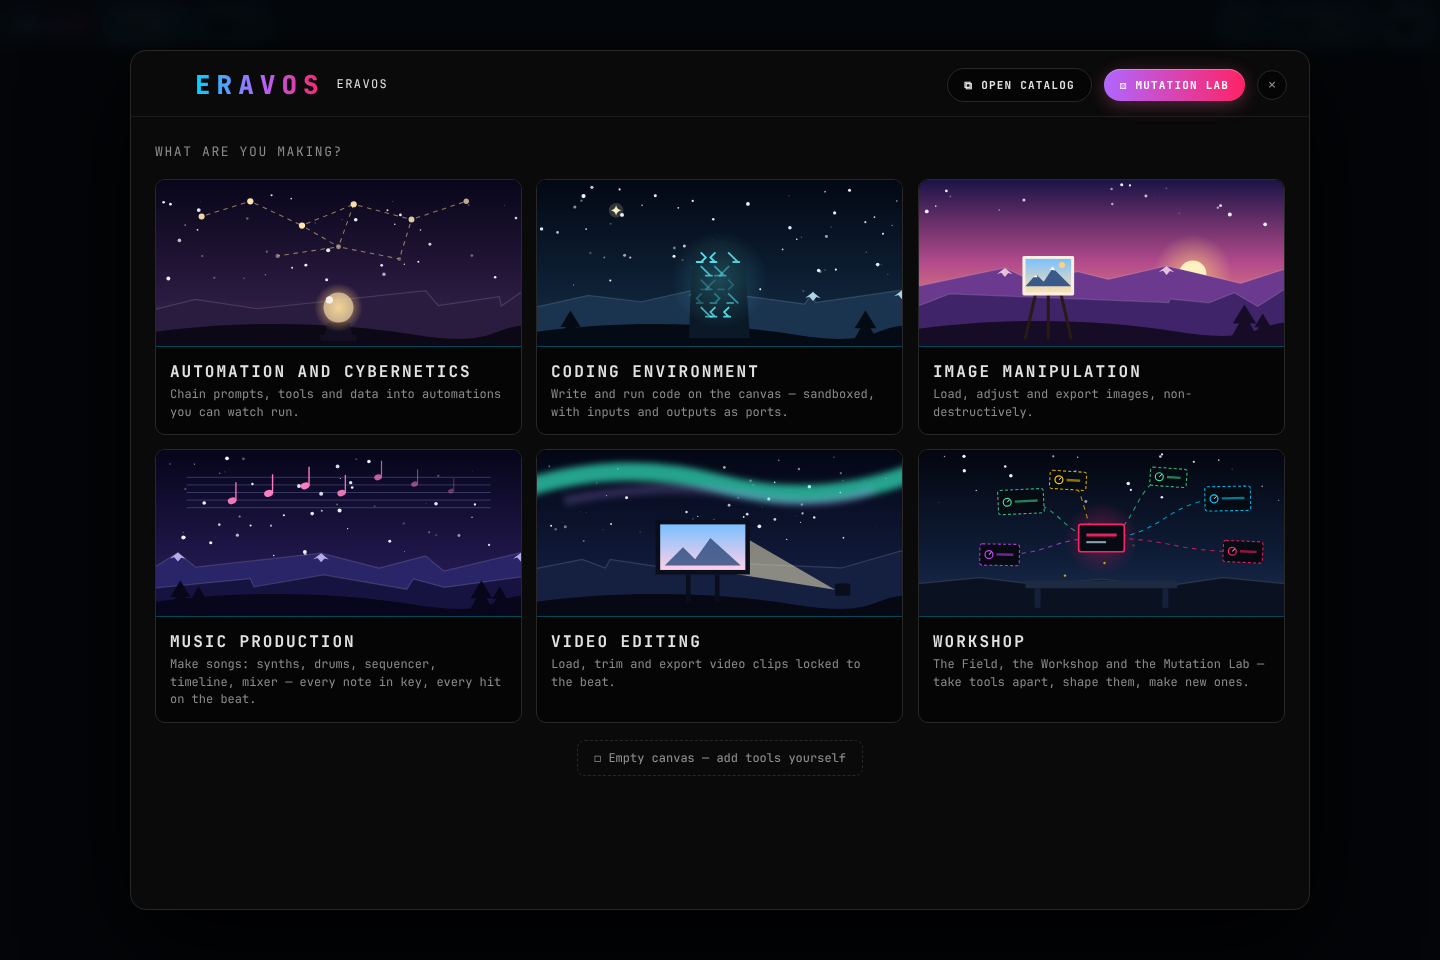 ERAVOS ERAVOS
OPEN CATALOG
MUTATION LAB
×
WHAT ARE YOU MAKING?
AUTOMATION AND CYBERNETICS
Chain prompts, tools and data into automations
you can watch run.
CODING ENVIRONMENT
Write and run code on the canvas — sandboxed,
with inputs and outputs as ports.
IMAGE MANIPULATION
Load, adjust and export images, non-
destructively.
MUSIC PRODUCTION
Make songs: synths, drums, sequencer,
timeline, mixer — every note in key, every hit
on the beat.
VIDEO EDITING
Load, trim and export video clips locked to
the beat.
WORKSHOP
The Field, the Workshop and the Mutation Lab —
take tools apart, shape them, make new ones.
Empty canvas — add tools yourself